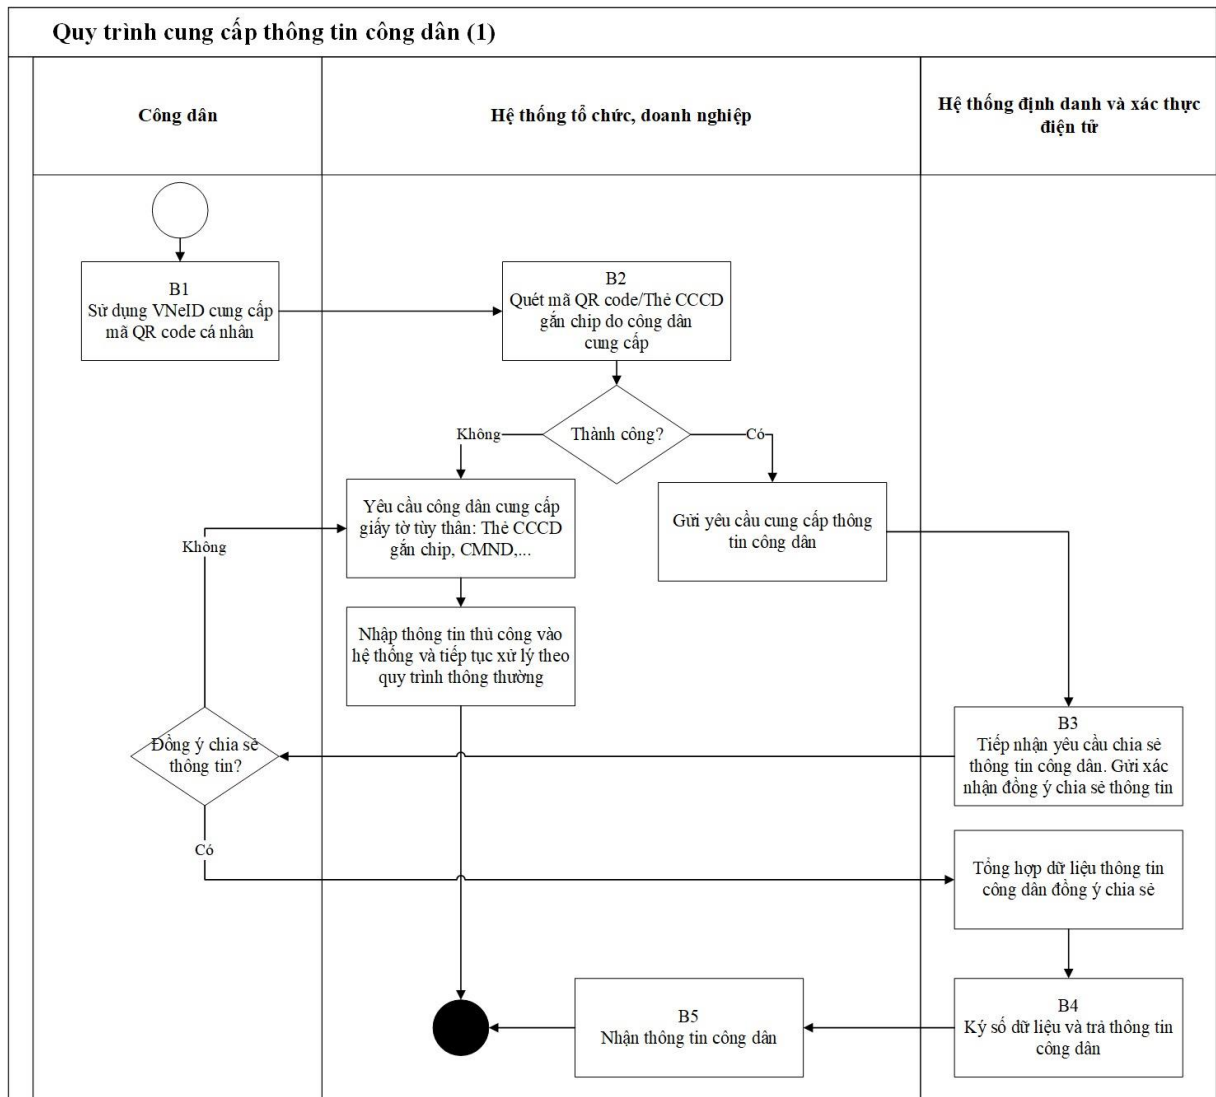 Quy trình cung cấp thông tin công dân (1)
Công dân
Hệ thống tổ chức, doanh nghiệp
Hệ thống định danh và xác thực
điện tử
B1
Sử dụng VNeID cung cấp
mã QR code cá nhân
B2
Quét mã QR code/Thẻ CCCD
gắn chip do công dân
cung cấp
Thành công?
Không
Có
Yêu cầu công dân cung cấp
giấy tờ tùy thân: Thẻ CCCD
gắn chip, CMND,...
Gửi yêu cầu cung cấp thông
tin công dân
Không
Nhập thông tin thủ công vào
hệ thống và tiếp tục xử lý theo
quy trình thông thường
Đồng ý chia sẻ
thông tin?
B3
Tiếp nhận yêu cầu chia sẻ
thông tin công dân. Gửi xác
nhận đồng ý chia sẻ thông tin
Có
Tổng hợp dữ liệu thông tin
công dân đồng ý chia sẻ
B4
Ký số dữ liệu và trả thông tin
công dân
B5
Nhận thông tin công dân